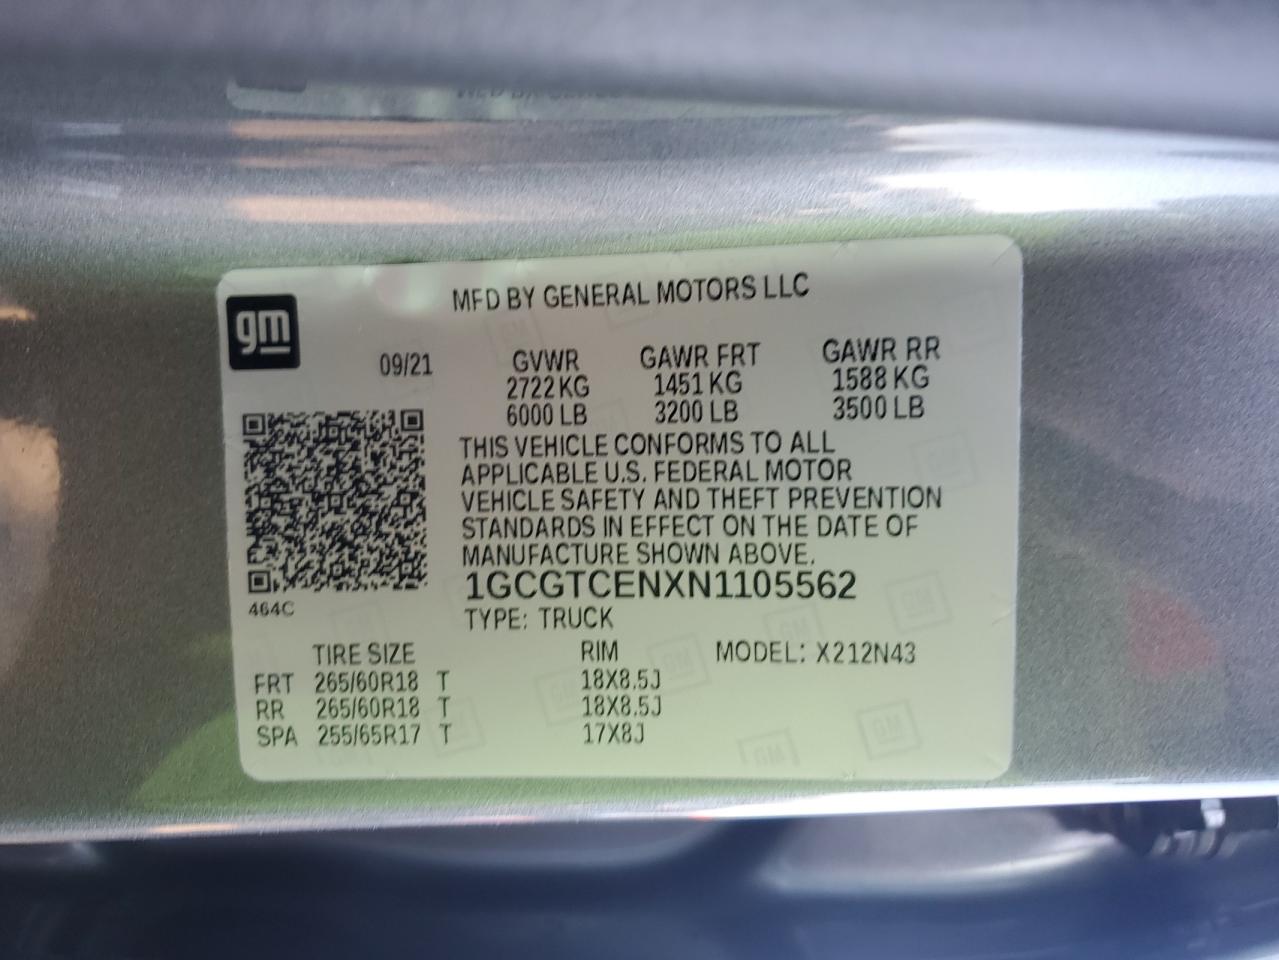 gm
MFD BY GENERAL MOTORS LLC
09/21 GVWR GAWR FRT GAWR RR
2722 KG 1451 KG 1588 KG
6000 LB 3200 LB 3500 LB
THIS VEHICLE CONFORMS TO ALL
APPLICABLE U.S. FEDERAL MOTOR
VEHICLE SAFETY AND THEFT PREVENTION
STANDARDS IN EFFECT ON THE DATE OF
MANUFACTURE SHOWN ABOVE.
1GCGTCENXN1105562
464C
TYPE: TRUCK
TIRE SIZE RIM MODEL: X212N43
FRT 265/60R18 T 18X8.5J
RR 265/60R18 T 18X8.5J
SPA 255/65R17 T 17X8J